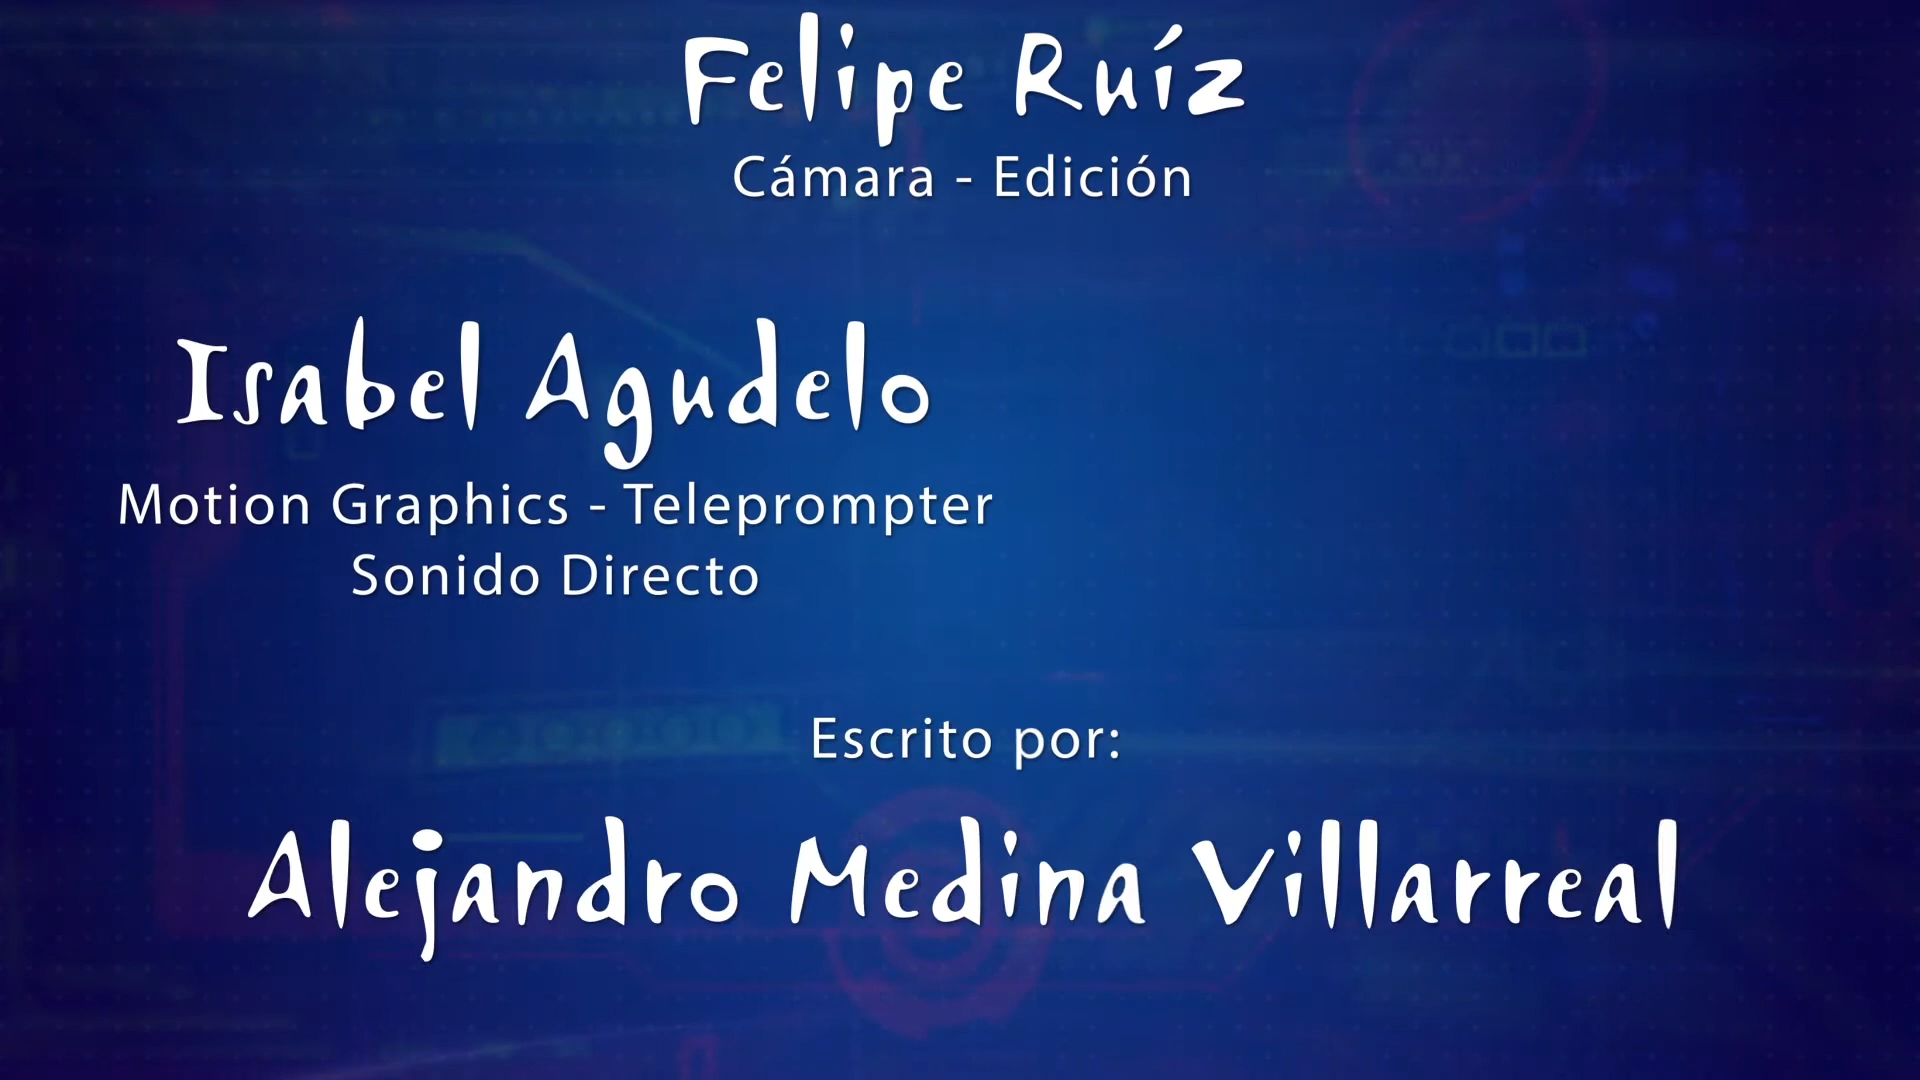 Felipe Ruíz
Cámara - Edición
Isabel Agudelo
Motion Graphics - Teleprompter
Sonido Directo
Escrito por:
Alejandro Medina Villarreal